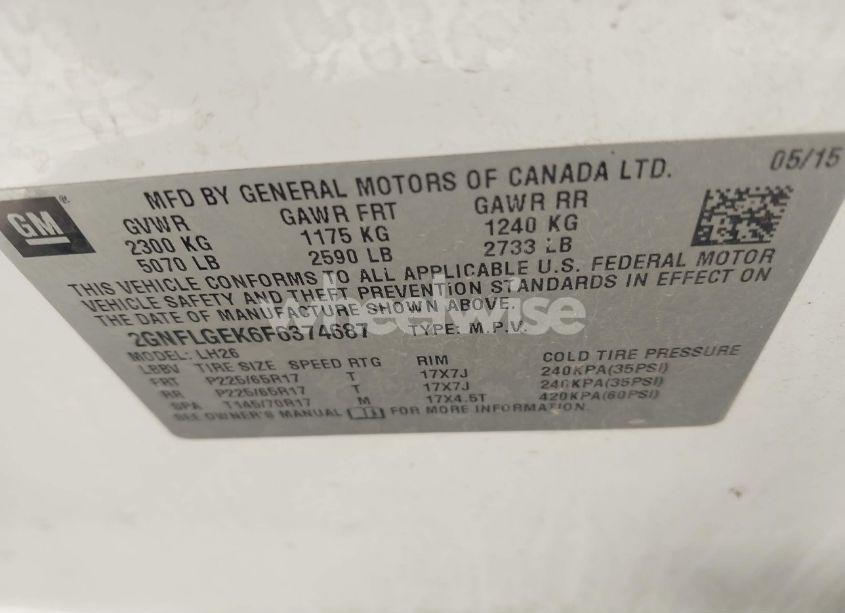 05/15
MFD BY GENERAL MOTORS OF CANADA LTD.
GM®
GVWR GAWR FRT GAWR RR
2300 KG 1175 KG 1240 KG
5070 LB 2590 LB 2733 LB
THIS VEHICLE CONFORMS TO ALL APPLICABLE U.S. FEDERAL MOTOR
VEHICLE SAFETY AND THEFT PREVENTION STANDARDS IN EFFECT ON
THE DATE OF MANUFACTURE SHOWN ABOVE.
wheelwise
2GNFLGEK6F6374687 TYPE: M.P.V.
MODEL: LH26
LBBV TIRE SIZE SPEED RTG RIM COLD TIRE PRESSURE
FRT P225/65R17 T 17X7J 240KPA(35PSI)
RR P225/65R17 T 17X7J 240KPA(35PSI)
SPA T145/70R17 M 17X4.5T 420KPA(60PSI)
SEE OWNER'S MANUAL FOR MORE INFORMATION.